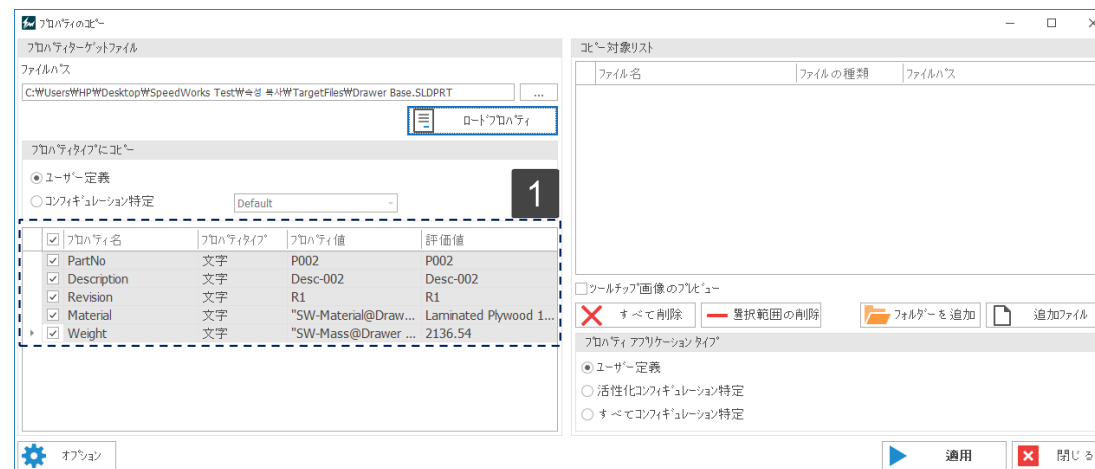 プロパティのコピー
プロパティターゲットファイル
ファイルパス
C:₩Users₩HP₩Desktop₩SpeedWorks Test₩속성 복사₩TargetFiles₩Drawer Base.SLDPRT ...
ロードプロパティ
プロパティタイプにコピー
ユーザー定義
コンフィギュレーション特定 Default
1
プロパティ名 プロパティタイプ プロパティ値 評価値
PartNo 文字 P002 P002
Description 文字 Desc-002 Desc-002
Revision 文字 R1 R1
Material 文字 "SW-Material@Draw... Laminated Plywood 1...
Weight 文字 "SW-Mass@Drawer ... 2136.54
オプション
コピー対象リスト
ファイル名 ファイルの種類 ファイルパス
ツールチップ画像のプレビュー
すべて削除 選択範囲の削除 フォルダーを追加 追加ファイル
プロパティ アプリケーション タイプ
ユーザー定義
活性化コンフィギュレーション特定
すべてコンフィギュレーション特定
適用 閉じる